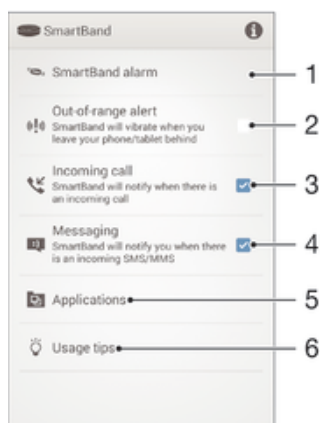 SmartBand
SmartBand alarm
1
Out-of-range alert
SmartBand will vibrate when you
leave your phone/tablet behind
2
Incoming call
SmartBand will notify when there is
an incoming call
3
Messaging
SmartBand will notify you when there
is an incoming SMS/MMS
4
Applications
5
Usage tips
6